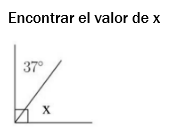 Encontrar el valor de x
37°
x